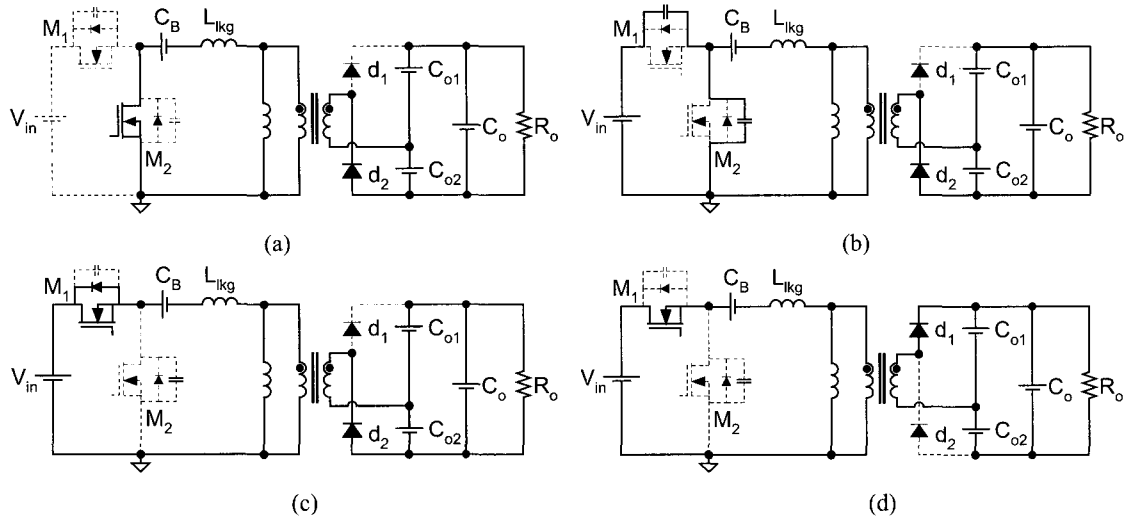 M1 CB Llkg
Vin M2 d1 d2 Co1 Co2 Co Ro
(a)
M1 CB Llkg
Vin M2 d1 d2 Co1 Co2 Co Ro
(b)
M1 CB Llkg
Vin M2 d1 d2 Co1 Co2 Co Ro
(c)
M1 CB Llkg
Vin M2 d1 d2 Co1 Co2 Co Ro
(d)